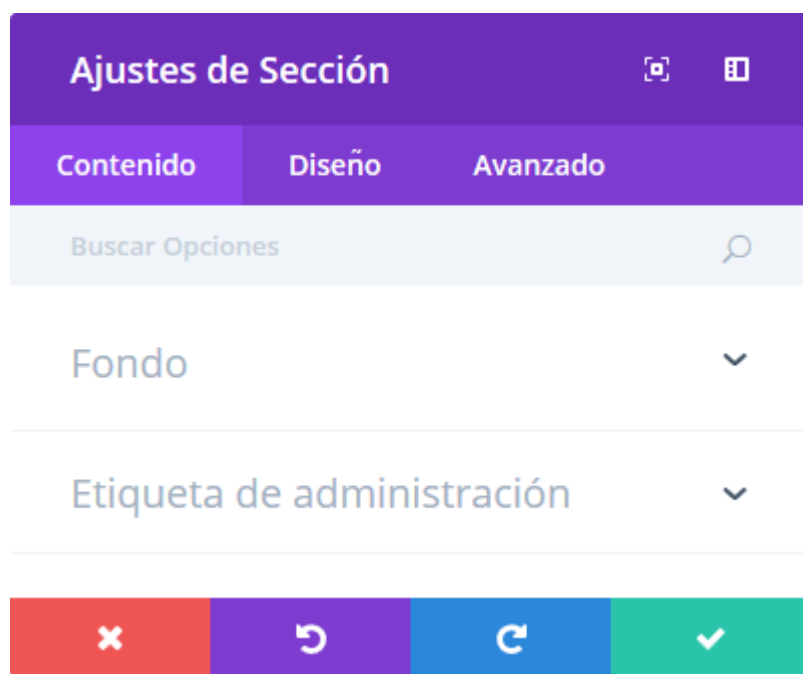 Ajustes de Sección
Contenido Diseño Avanzado
Buscar Opciones
Fondo
Etiqueta de administración